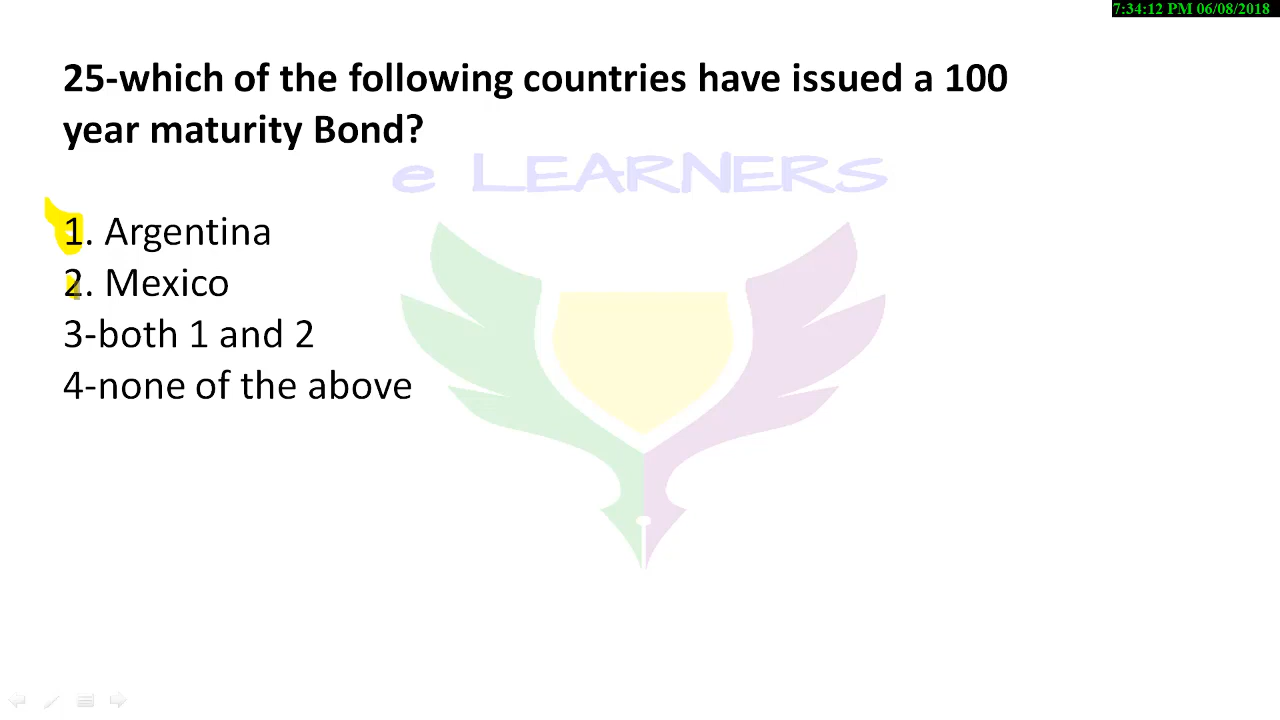 7:34:12 PM 06/08/2018
25-which of the following countries have issued a 100
year maturity Bond?
e LEARNERS
1. Argentina
2. Mexico
3-both 1 and 2
4-none of the above